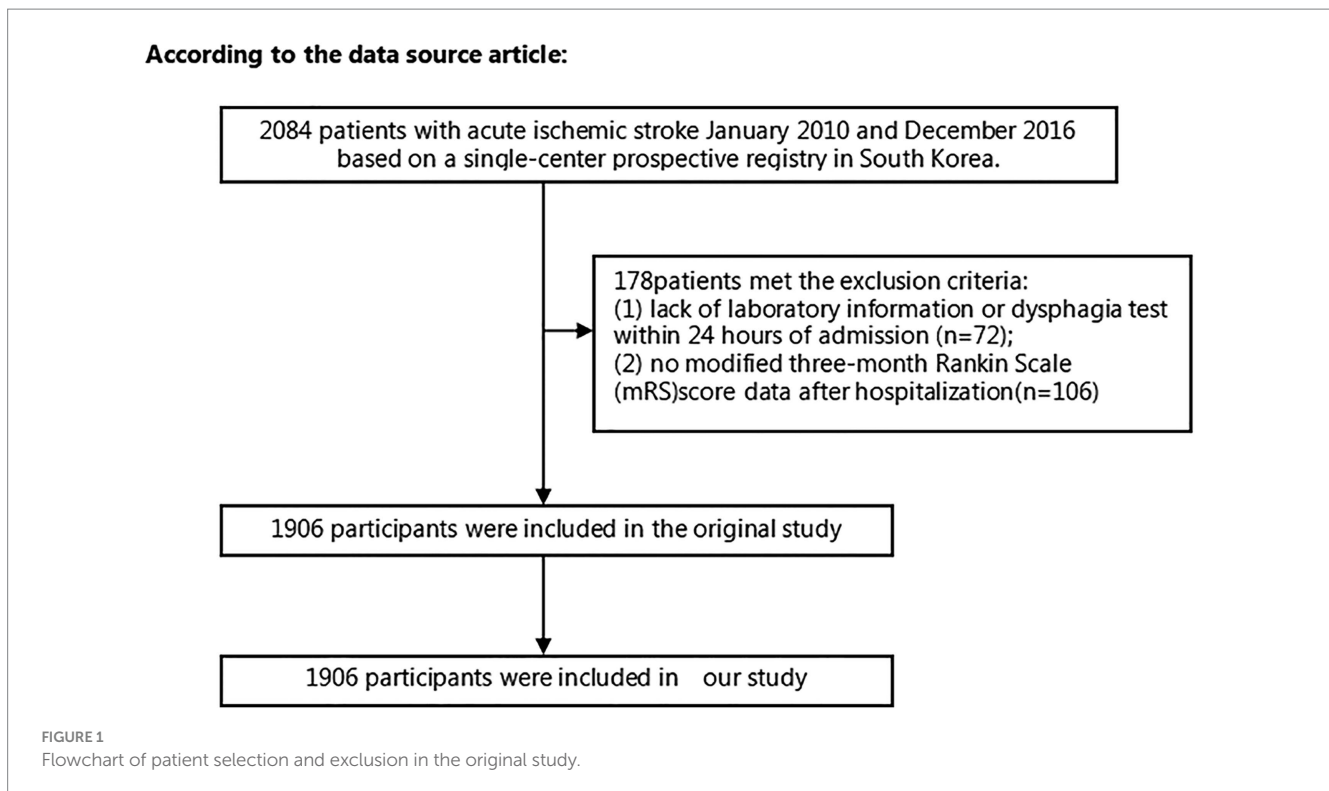 According to the data source article:
2084 patients with acute ischemic stroke January 2010 and December 2016
based on a single-center prospective registry in South Korea.
178patients met the exclusion criteria:
(1) lack of laboratory information or dysphagia test
within 24 hours of admission (n=72);
(2) no modified three-month Rankin Scale
(mRS)score data after hospitalization(n=106)
1906 participants were included in the original study
1906 participants were included in our study
FIGURE 1
Flowchart of patient selection and exclusion in the original study.